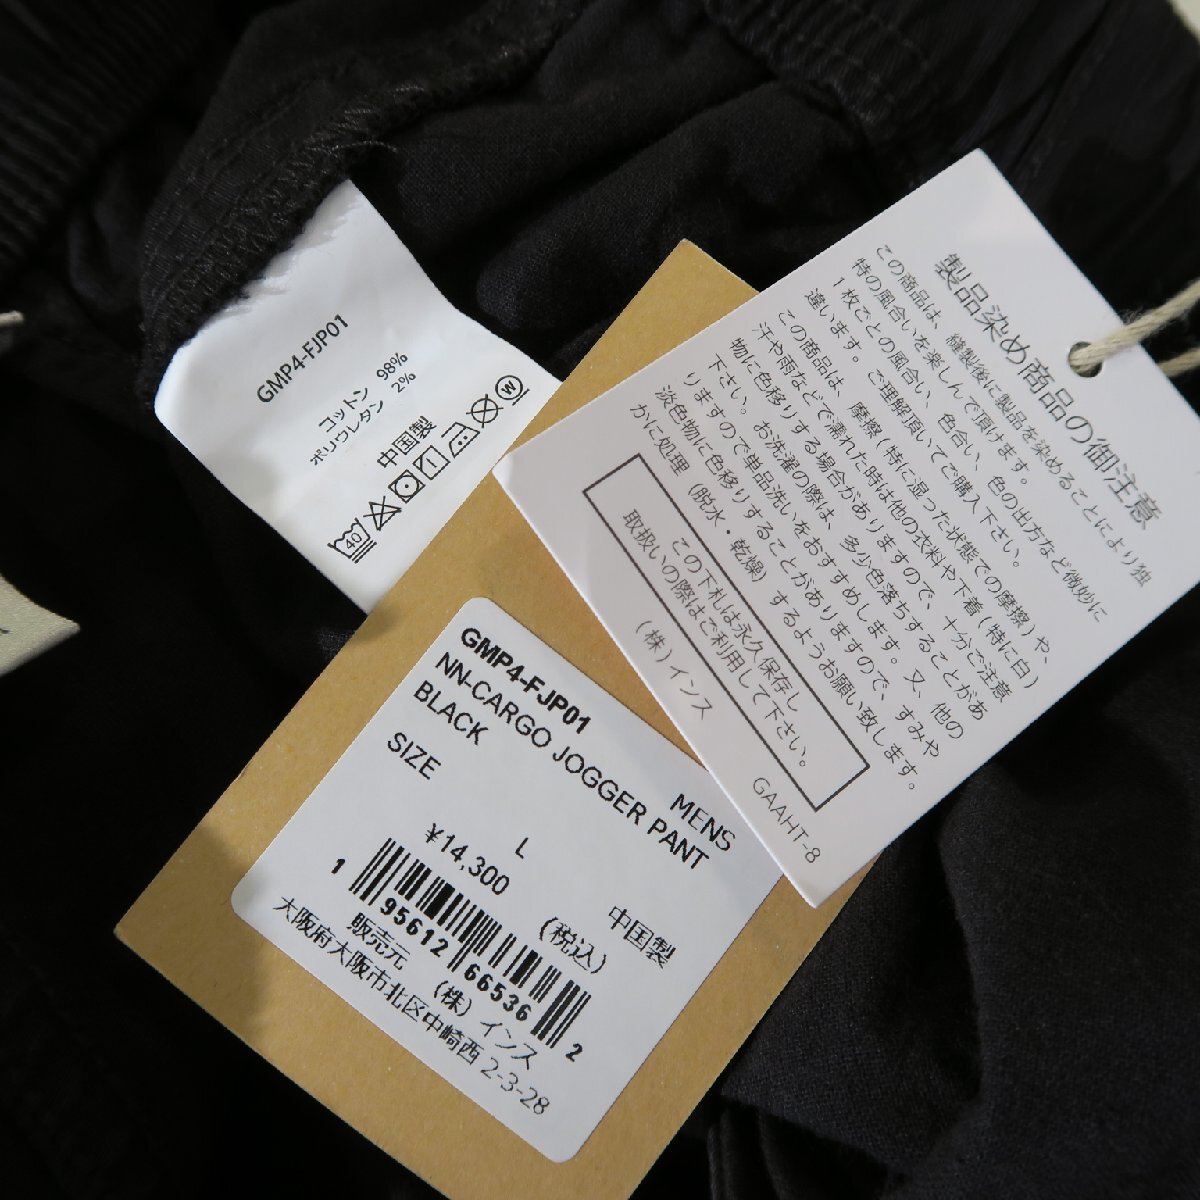 GMP4-FJP01
コットン 98%
ポリウレタン 2%
中国製
40
W
製品染め商品の御注意
この商品は、縫製後に製品を染めることにより独
特の風合いを楽しんで頂けます。
1枚ごとの風合い、色合い、色の出方など微妙に
違います。ご理解頂いてご購入下さい。
この商品は、摩擦(特に湿った状態での摩擦)や、
汗や雨などで濡れた時は他の衣料や下着(特に白)
物に色移りする場合がありますので、十分ご注意
下さい。お洗濯の際は、多少色落ちすることがあ
りますので単品洗いをおすすめします。又、他の
淡色物に色移りすることがありますので、すみや
かに処理(脱水・乾燥)するようお願い致します。
この下札は永久保存し
取扱いの際はご利用して下さい。
(株)インス
GAAHT-8
GMP4-FJP01
MENS
NN-CARGO JOGGER PANT
BLACK
SIZE
L
中国製
¥14,300
(税込)
1 95612 66536 2
販売元 (株)インス
大阪府大阪市北区中崎西2-3-28